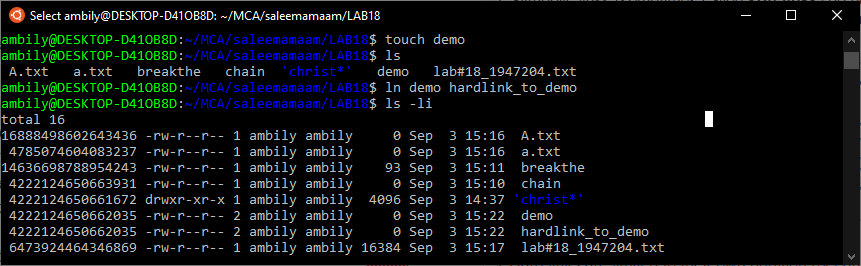 Select ambily@DESKTOP-D41OB8D: ~/MCA/saleemamaam/LAB18
ambily@DESKTOP-D41OB8D:~/MCA/saleemamaam/LAB18$ touch demo
ambily@DESKTOP-D41OB8D:~/MCA/saleemamaam/LAB18$ ls
A.txt   a.txt   breakthe   chain  'christ*'   demo   lab#18_1947204.txt
ambily@DESKTOP-D41OB8D:~/MCA/saleemamaam/LAB18$ ln demo hardlink_to_demo
ambily@DESKTOP-D41OB8D:~/MCA/saleemamaam/LAB18$ ls -li
total 16
16888498602643436 -rw-r--r-- 1 ambily ambily     0 Sep  3 15:16  A.txt
 4785074604083237 -rw-r--r-- 1 ambily ambily     0 Sep  3 15:16  a.txt
14636698788954243 -rw-r--r-- 1 ambily ambily    93 Sep  3 15:11  breakthe
 4222124650663931 -rw-r--r-- 1 ambily ambily     0 Sep  3 15:10  chain
 4222124650661672 drwxr-xr-x 1 ambily ambily  4096 Sep  3 14:37 'christ*'
 4222124650662035 -rw-r--r-- 2 ambily ambily     0 Sep  3 15:22  demo
 4222124650662035 -rw-r--r-- 2 ambily ambily     0 Sep  3 15:22  hardlink_to_demo
 6473924464346869 -rw-r--r-- 1 ambily ambily 16384 Sep  3 15:17  lab#18_1947204.txt